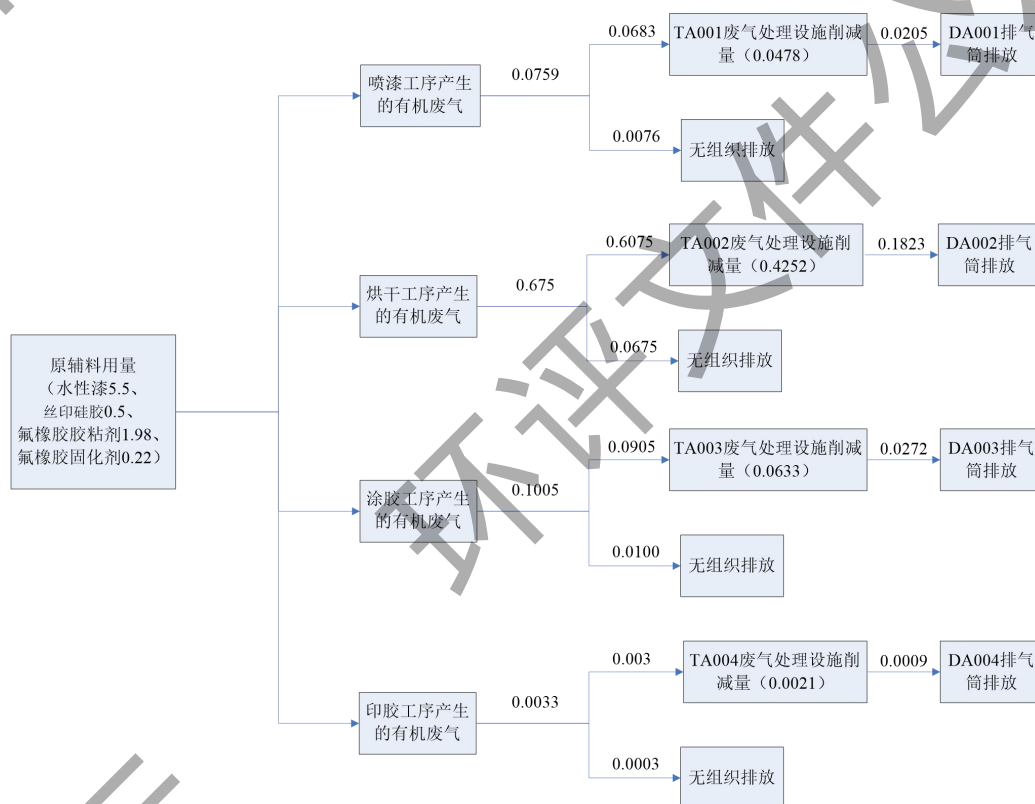 0.0683
TA001废气处理设施削减
量（0.0478）
0.0205
DA001排气
筒排放
喷漆工序产生
的有机废气
0.0759
0.0076
无组织排放
0.6075
TA002废气处理设施削
减量（0.4252）
0.1823
DA002排气
筒排放
烘干工序产生
的有机废气
0.675
0.0675
无组织排放
原辅料用量
（水性漆5.5、
丝印硅胶0.5、
氟橡胶胶粘剂1.98、
氟橡胶固化剂0.22）
0.0905
TA003废气处理设施削减
量（0.0633）
0.0272
DA003排气
筒排放
涂胶工序产生
的有机废气
0.1005
0.0100
无组织排放
0.003
TA004废气处理设施削
减量（0.0021）
0.0009
DA004排气
筒排放
印胶工序产生
的有机废气
0.0033
0.0003
无组织排放
环评文件公